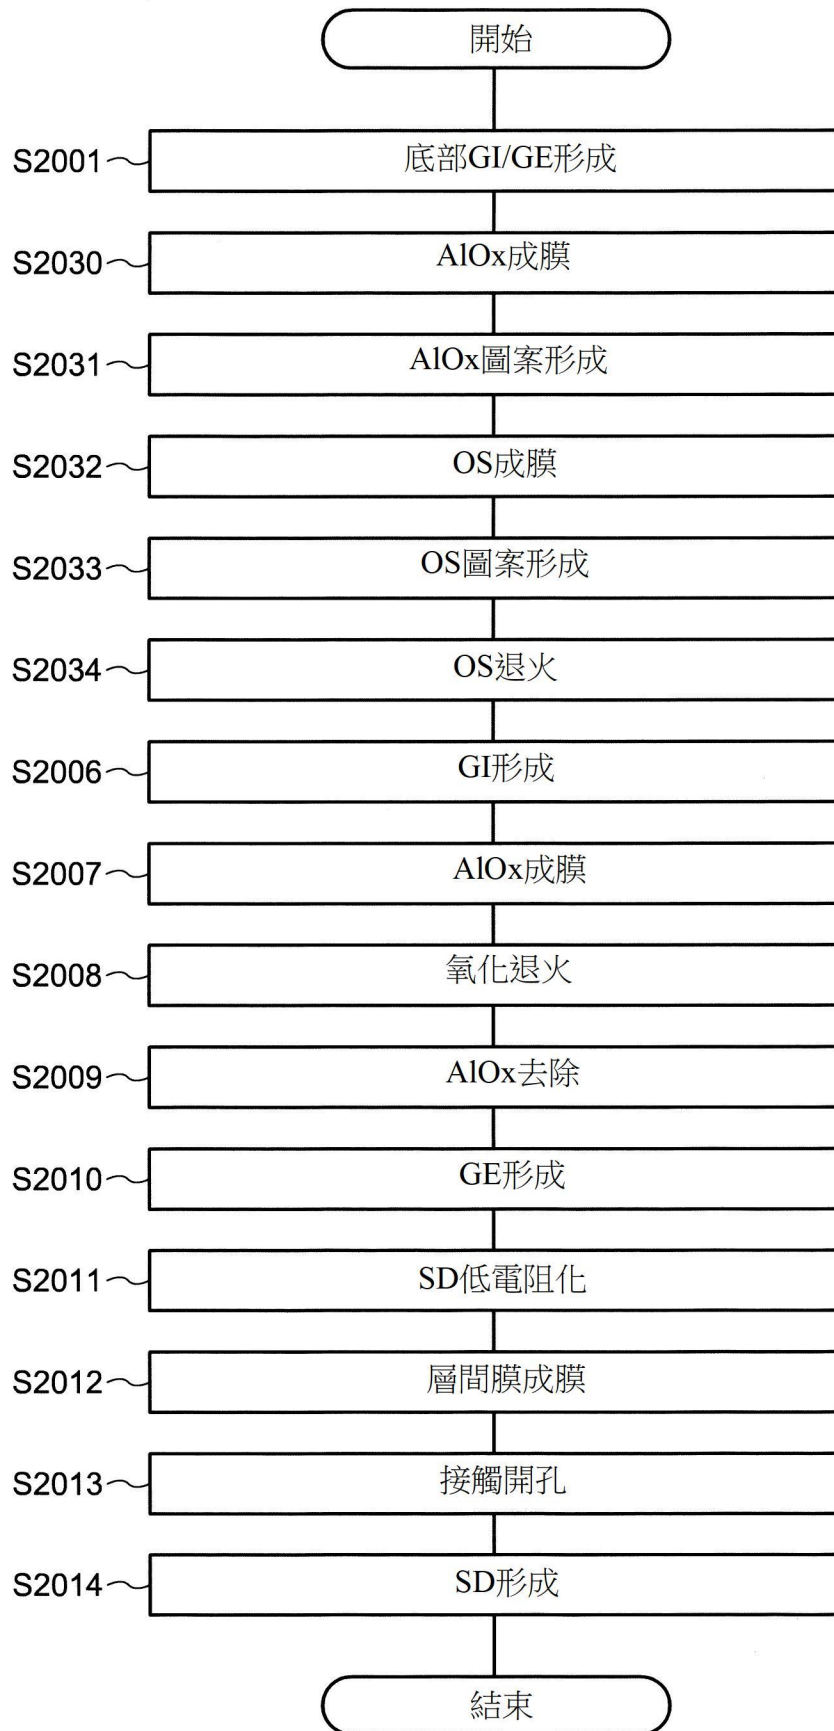 開始
S2001 底部GI/GE形成
S2030 AlOx成膜
S2031 AlOx圖案形成
S2032 OS成膜
S2033 OS圖案形成
S2034 OS退火
S2006 GI形成
S2007 AlOx成膜
S2008 氧化退火
S2009 AlOx去除
S2010 GE形成
S2011 SD低電阻化
S2012 層間膜成膜
S2013 接觸開孔
S2014 SD形成
結束